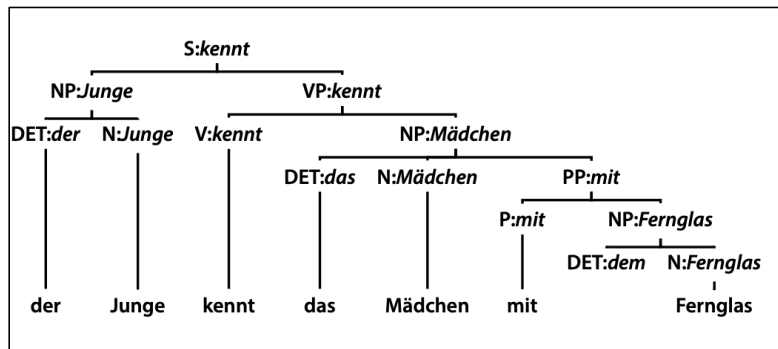 S:kennt
NP:Junge VP:kennt
DET:der N:Junge V:kennt NP:Mädchen
DET:das N:Mädchen PP:mit
P:mit NP:Fernglas
DET:dem N:Fernglas
der Junge kennt das Mädchen mit Fernglas